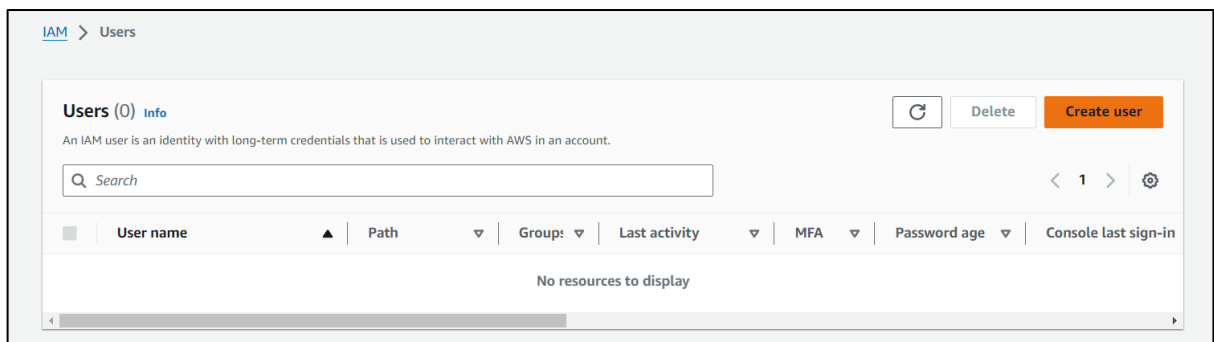 IAM > Users
Users (0) Info
Delete
Create user
An IAM user is an identity with long-term credentials that is used to interact with AWS in an account.
Search
< 1 >
User name
Path
Groups
Last activity
MFA
Password age
Console last sign-in
No resources to display